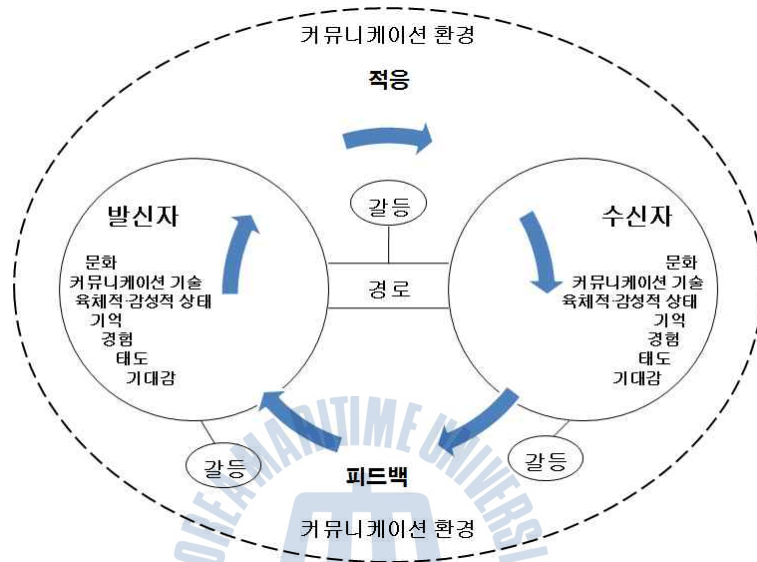 커뮤니케이션 환경
적응
갈등
발신자
문화
커뮤니케이션 기술
육체적·감성적 상태
기억
경험
태도
기대감
경로
수신자
문화
커뮤니케이션 기술
육체적·감성적 상태
기억
경험
태도
기대감
갈등
갈등
피드백
커뮤니케이션 환경